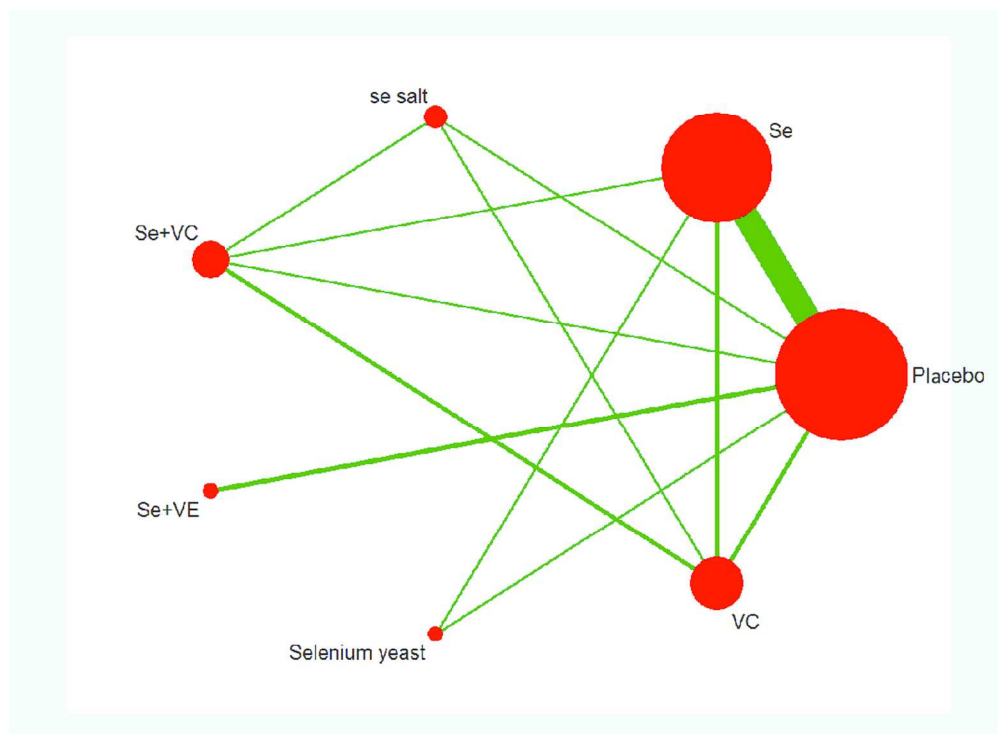 se salt
Se
Se+VC
Placebo
Se+VE
VC
Selenium yeast